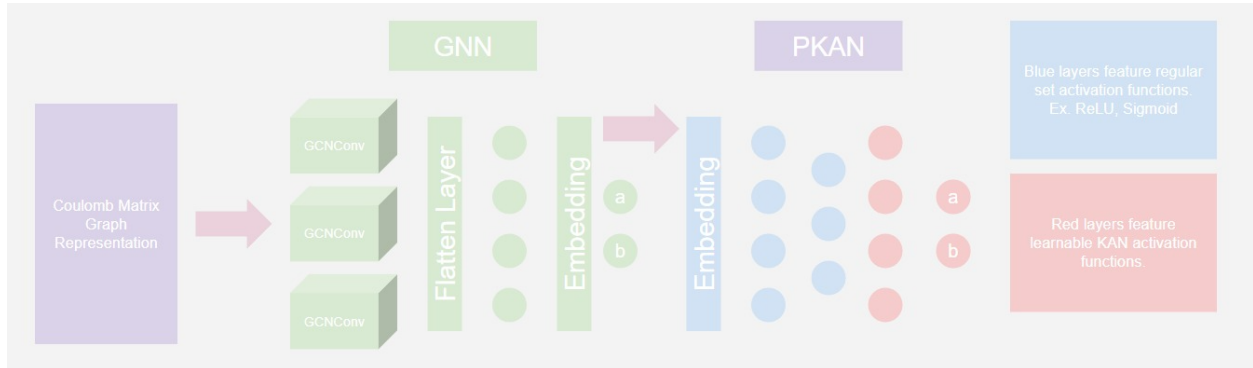 GNN
PKAN
Coulomb Matrix
Graph
Representation
GCNConv
GCNConv
GCNConv
Flatten Layer
Embedding
a
b
Embedding
a
b
Blue layers feature regular
set activation functions.
Ex. ReLU, Sigmoid
Red layers feature
learnable KAN activation
functions.